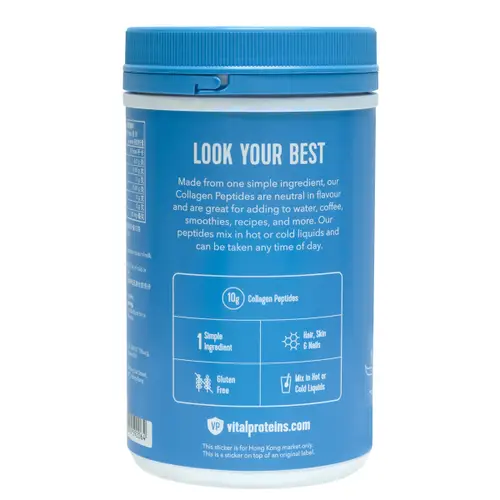 LOOK YOUR BEST
Made from one simple ingredient, our
Collagen Peptides are neutral in flavour
and are great for adding to water, coffee,
smoothies, recipes, and more. Our
peptides mix in hot or cold liquids and
can be taken any time of day.
10g Collagen Peptides
1 Simple
Ingredient
Hair, Skin
& Nails
Gluten
Free
Mix in Hot or
Cold Liquids
VP vitalproteins.com
This sticker is for Hong Kong market only.
This is a sticker on top of an original label.